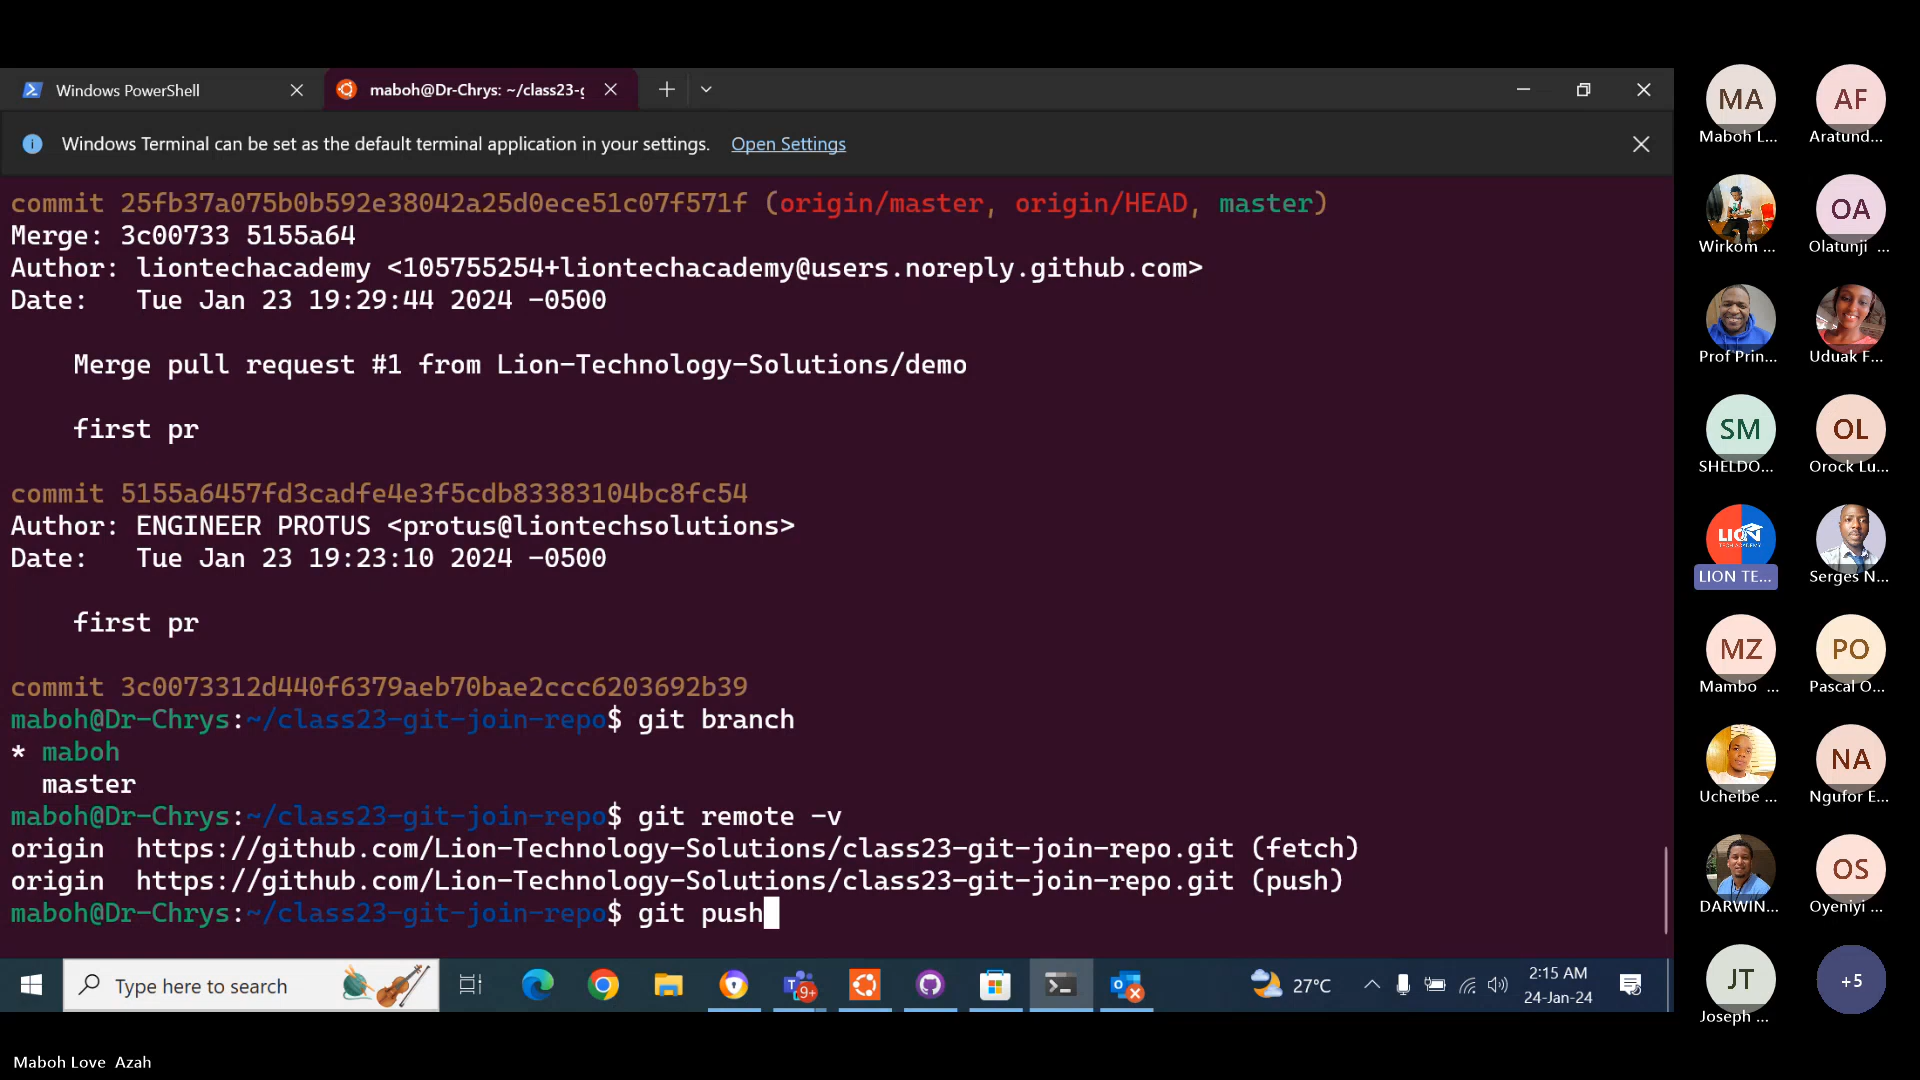 Windows PowerShell
maboh@Dr-Chrys: ~/class23-g
Windows Terminal can be set as the default terminal application in your settings. Open Settings
commit 25fb37a075b0b592e38042a25d0ece51c07f571f (origin/master, origin/HEAD, master)
Merge: 3c00733 5155a64
Author: liontechacademy <105755254+liontechacademy@users.noreply.github.com>
Date:   Tue Jan 23 19:29:44 2024 -0500
Merge pull request #1 from Lion-Technology-Solutions/demo
first pr
commit 5155a6457fd3cadfe4e3f5cdb83383104bc8fc54
Author: ENGINEER PROTUS <protus@liontechsolutions>
Date:   Tue Jan 23 19:23:10 2024 -0500
first pr
commit 3c0073312d440f6379aeb70bae2ccc6203692b39
maboh@Dr-Chrys:~/class23-git-join-repo$ git branch
* maboh
master
maboh@Dr-Chrys:~/class23-git-join-repo$ git remote -v
origin  https://github.com/Lion-Technology-Solutions/class23-git-join-repo.git (fetch)
origin  https://github.com/Lion-Technology-Solutions/class23-git-join-repo.git (push)
maboh@Dr-Chrys:~/class23-git-join-repo$ git push
Type here to search
9+
27°C
2:15 AM
24-Jan-24
Maboh Love Azah
MA
Maboh L...
AF
Aratund...
Wirkom ...
OA
Olatunji ...
Prof Prin...
Uduak F...
SM
SHELDO...
OL
Orock Lu...
LION
TECH ACADEMY
LION TE...
Serges N...
MZ
Mambo ...
PO
Pascal O...
Ucheibe ...
NA
Ngufor E...
DARWIN...
OS
Oyeniyi ...
JT
Joseph ...
+5